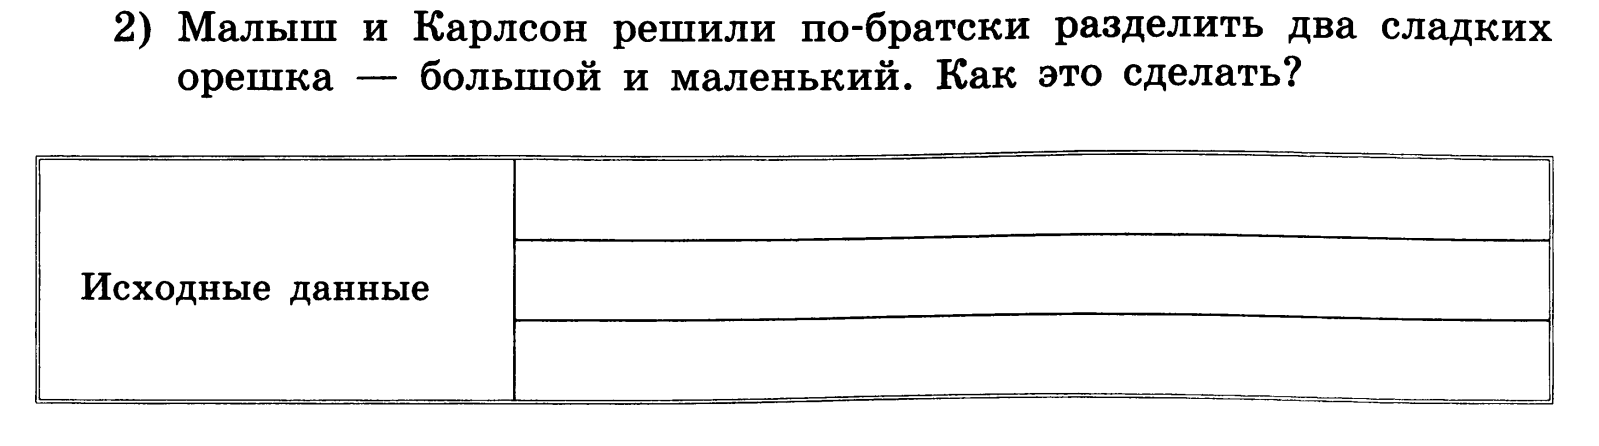 2) Малыш и Карлсон решили по-братски разделить два сладких
орешка — большой и маленький. Как это сделать?
Исходные данные